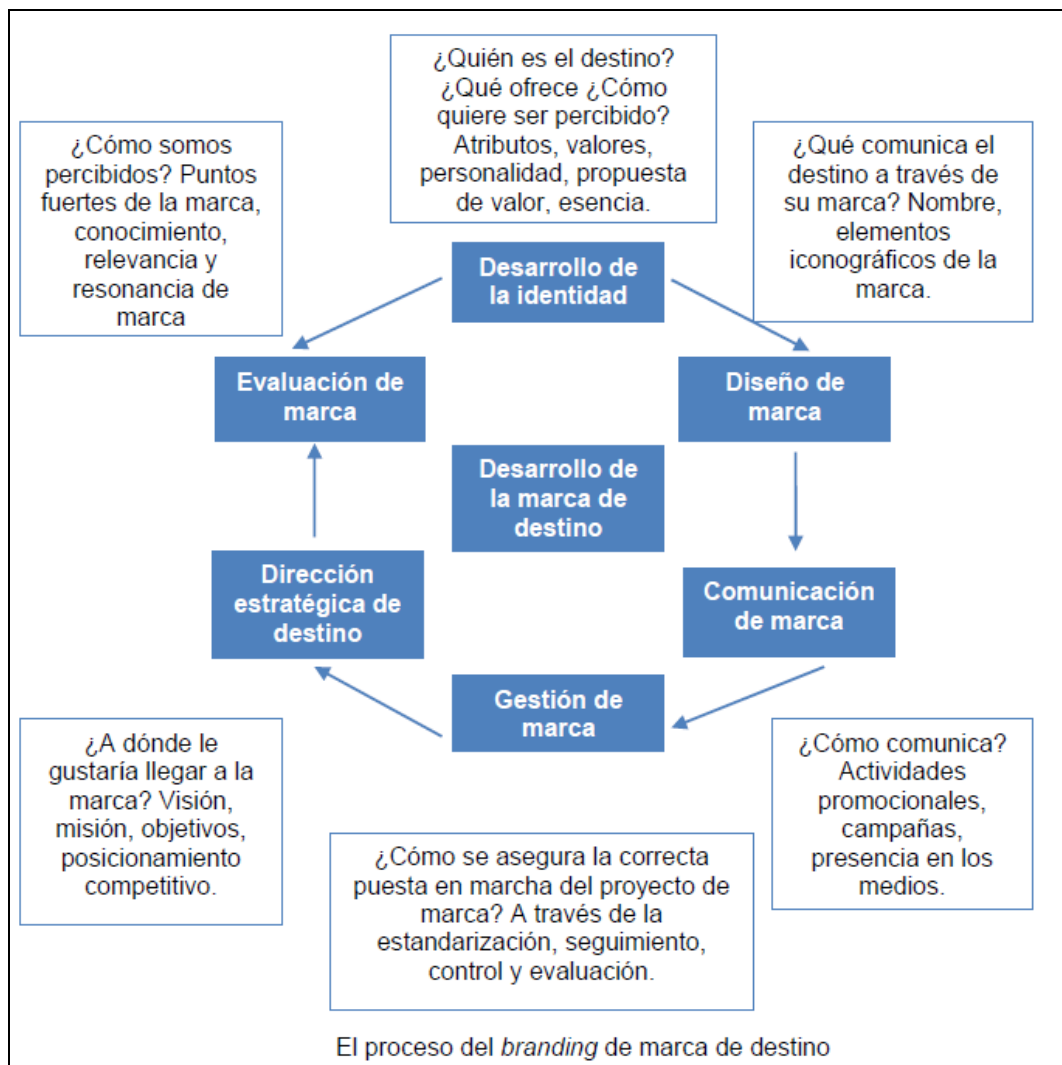 ¿Quién es el destino?
¿Qué ofrece ¿Cómo
quiere ser percibido?
Atributos, valores,
personalidad, propuesta
de valor, esencia.
¿Cómo somos
percibidos? Puntos
fuertes de la marca,
conocimiento,
relevancia y
resonancia de
marca
¿Qué comunica el
destino a través de
su marca? Nombre,
elementos
iconográficos de la
marca.
Desarrollo de
la identidad
Evaluación de
marca
Diseño de
marca
Desarrollo de
la marca de
destino
Dirección
estratégica de
destino
Comunicación
de marca
Gestión de
marca
¿A dónde le
gustaría llegar a la
marca? Visión,
misión, objetivos,
posicionamiento
competitivo.
¿Cómo se asegura la correcta
puesta en marcha del proyecto de
marca? A través de la
estandarización, seguimiento,
control y evaluación.
¿Cómo comunica?
Actividades
promocionales,
campañas,
presencia en los
medios.
El proceso del branding de marca de destino